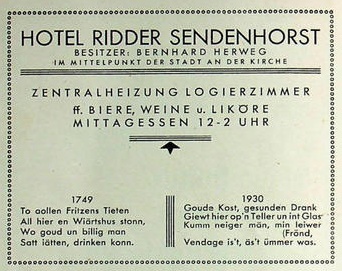 HOTEL RIDDER SENDENHORST
BESITZER: BERNHARD HERWEG
IM MITTELPUNKT DER STADT AN DER KIRCHE
ZENTRALHEIZUNG LOGIERZIMMER
ff. BIERE, WEINE u. LIKÖRE
MITTAGESSEN 12-2 UHR
1749
To aollen Fritzens Tieten
All hier en Wiärtshus stonn,
Wo goud un billig man
Satt iätten, drinken konn.
1930
Goude Kost, gesunden Drank
Giewt hier op'n Teller un int Glas
Kumm neiger män, min leiwer
(Frönd,
Vendage is't, äs't ümmer was.